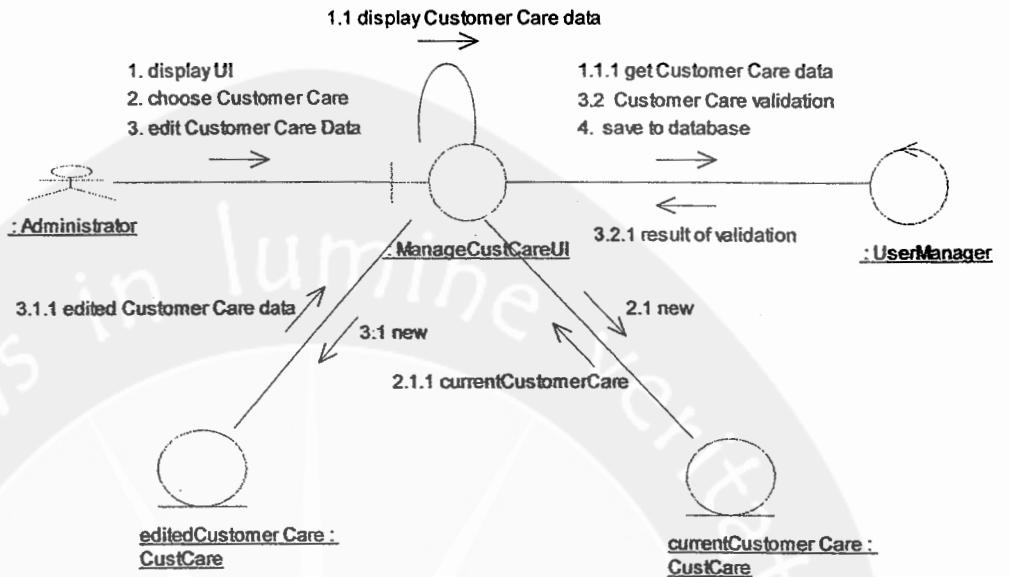 1.1 display Customer Care data
1. display UI
2. choose Customer Care
3. edit Customer Care Data
1.1.1 get Customer Care data
3.2 Customer Care validation
4. save to database
: Administrator
: ManageCustCareUI
3.2.1 result of validation
: UserManager
3.1.1 edited Customer Care data
3.1 new
2.1 new
2.1.1 currentCustomerCare
editedCustomer Care :
CustCare
currentCustomer Care :
CustCare
s in lumine verita